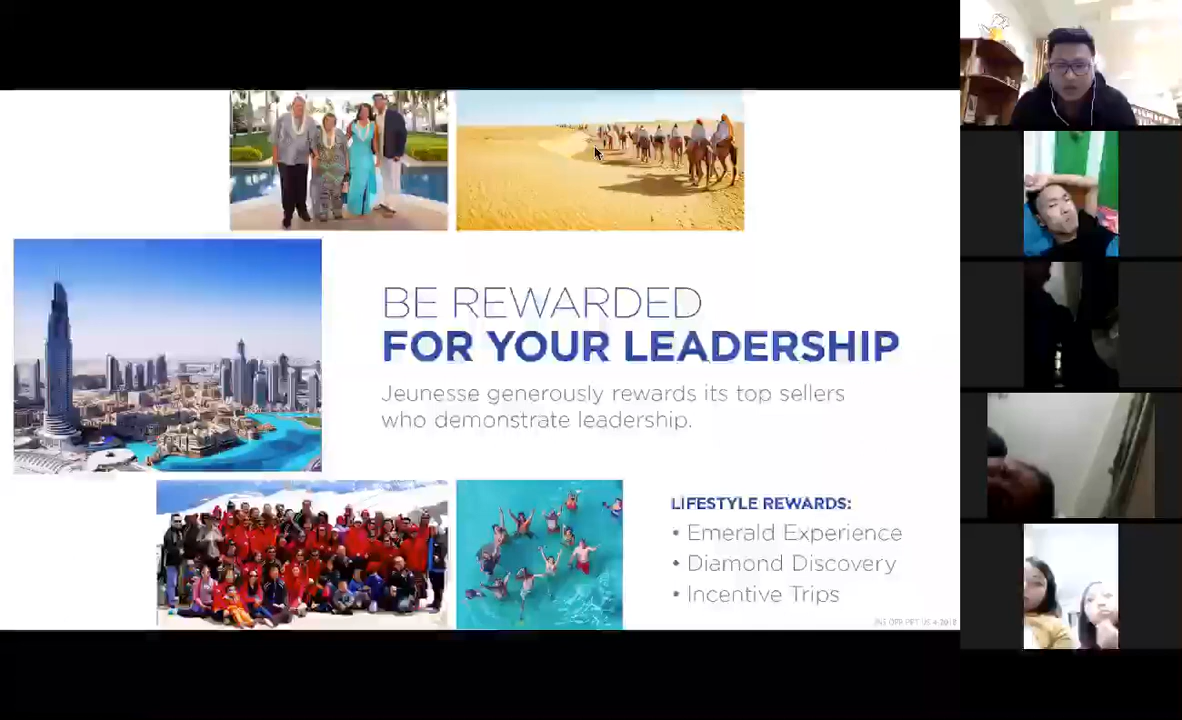 BE REWARDED
FOR YOUR LEADERSHIP
Jeunesse generously rewards its top sellers
who demonstrate leadership.
LIFESTYLE REWARDS:
• Emerald Experience
• Diamond Discovery
• Incentive Trips